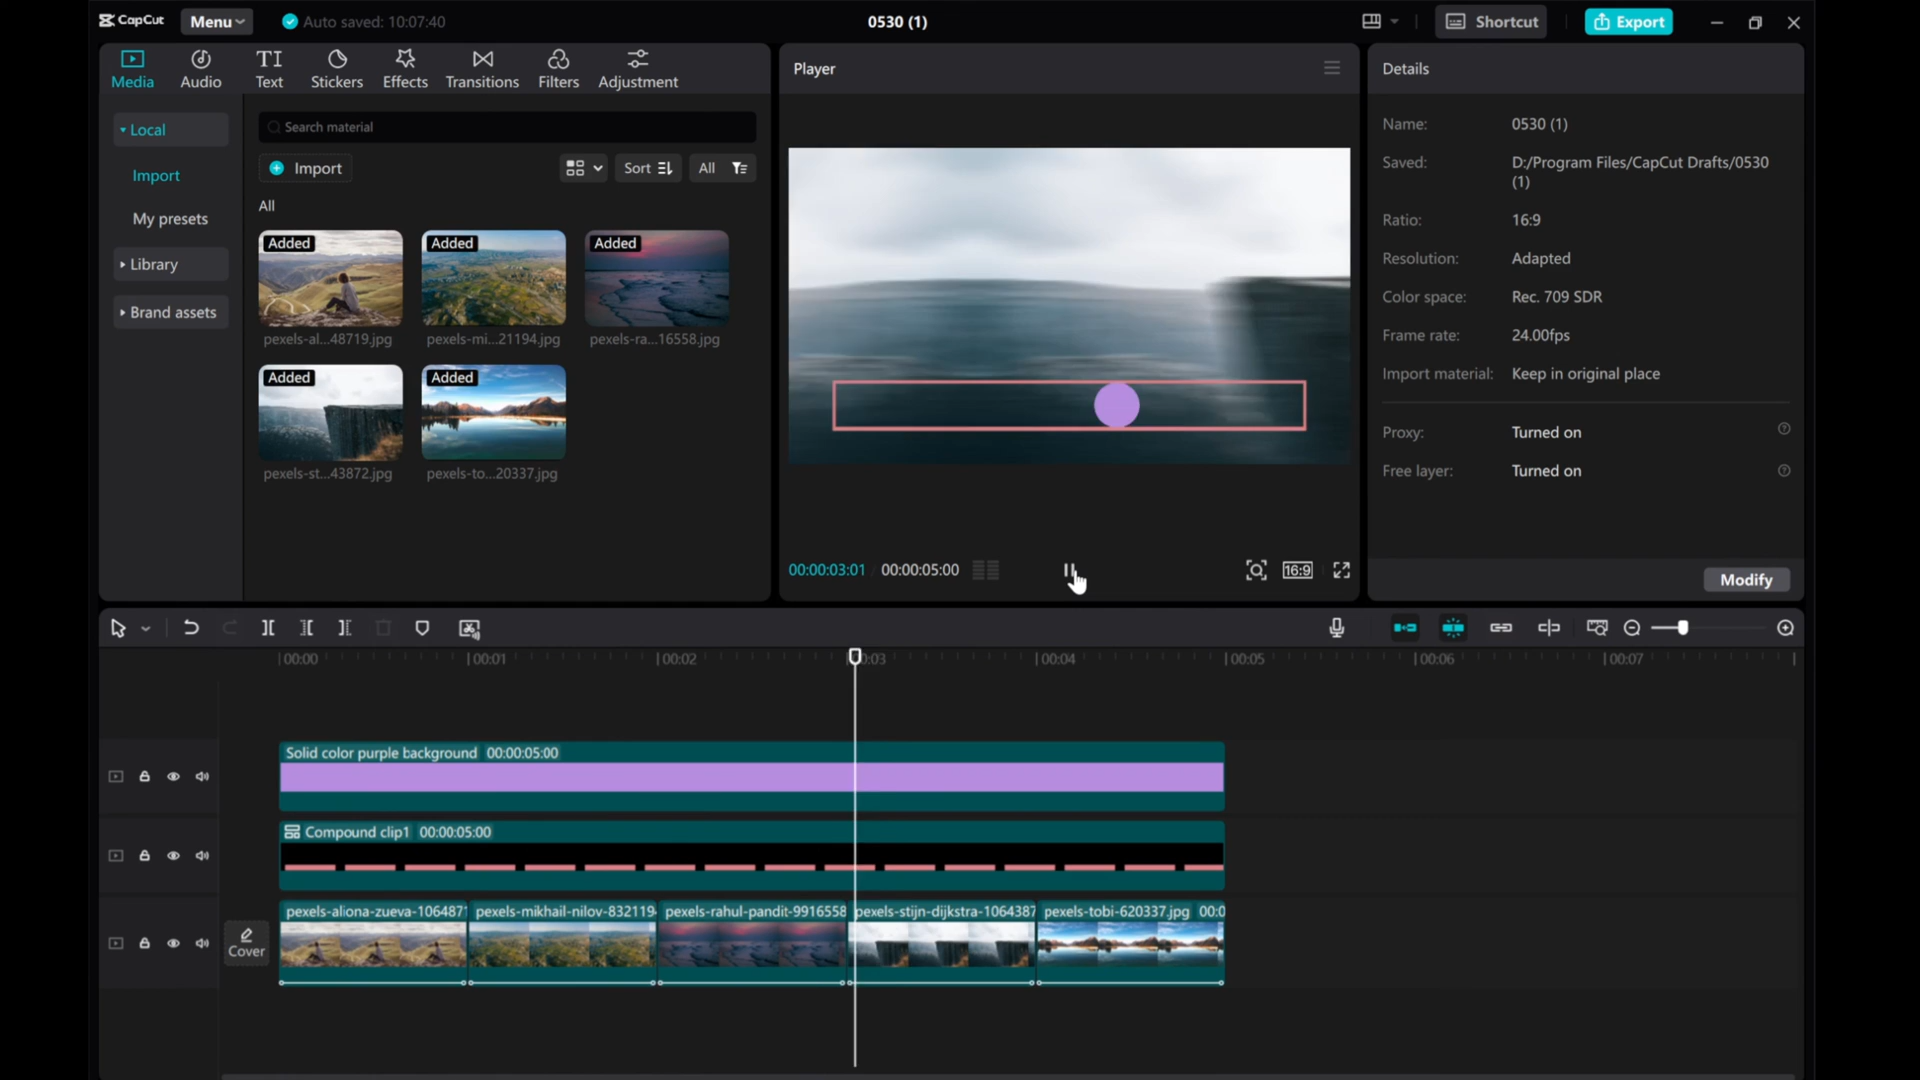 CapCut
Menu
Auto saved: 10:07:40
0530 (1)
Shortcut
Export
Media
Audio
Text
Stickers
Effects
Transitions
Filters
Adjustment
Local
Import
My presets
Library
Brand assets
Search material
Import
Sort
All
All
Added
Added
Added
pexels-al...48719.jpg
pexels-mi...21194.jpg
pexels-ra...16558.jpg
Added
Added
pexels-st...43872.jpg
pexels-to...20337.jpg
Player
00:00:03:01 / 00:00:05:00
16:9
Details
Name: 0530 (1)
Saved: D:/Program Files/CapCut Drafts/0530
(1)
Ratio: 16:9
Resolution: Adapted
Color space: Rec. 709 SDR
Frame rate: 24.00fps
Import material: Keep in original place
Proxy: Turned on
Free layer: Turned on
Modify
00:00
00:01
00:02
:03
00:04
00:05
00:06
00:07
Solid color purple background 00:00:05:00
Compound clip1 00:00:05:00
Cover
pexels-aliona-zueva-1064871
pexels-mikhail-nilov-832119
pexels-rahul-pandit-9916558
pexels-stijn-dijkstra-1064387
pexels-tobi-620337.jpg 00:0